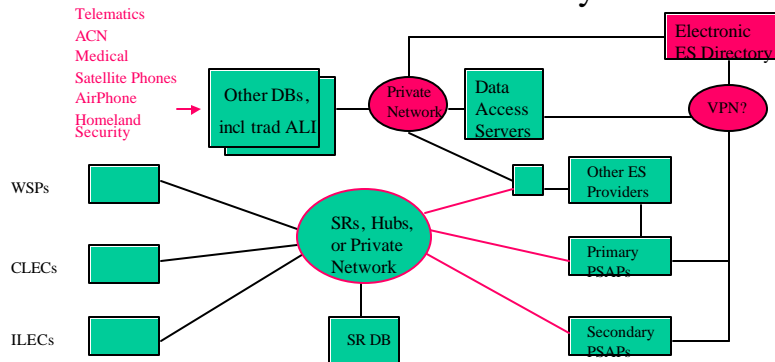 Telematics
ACN
Medical
Satellite Phones
AirPhone
Homeland
Security
Other DBs,
incl trad ALI
Private
Network
Data
Access
Servers
Electronic
ES Directory
VPN?
WSPs
CLECs
ILECs
SRs, Hubs,
or Private
Network
SR DB
Other ES
Providers
Primary
PSAPs
Secondary
PSAPs